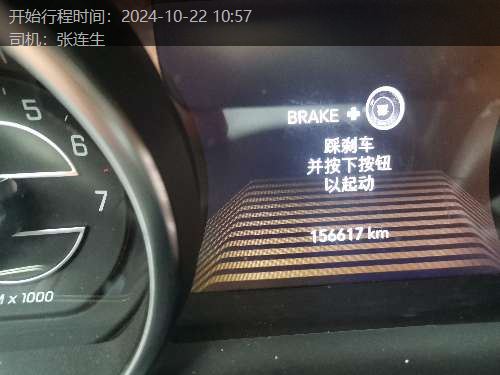 开始行程时间：2024-10-22 10:57
司机：张连生
BRAKE +
踩刹车
并按下按钮
以起动
156617 km
5
6
7
x 1000